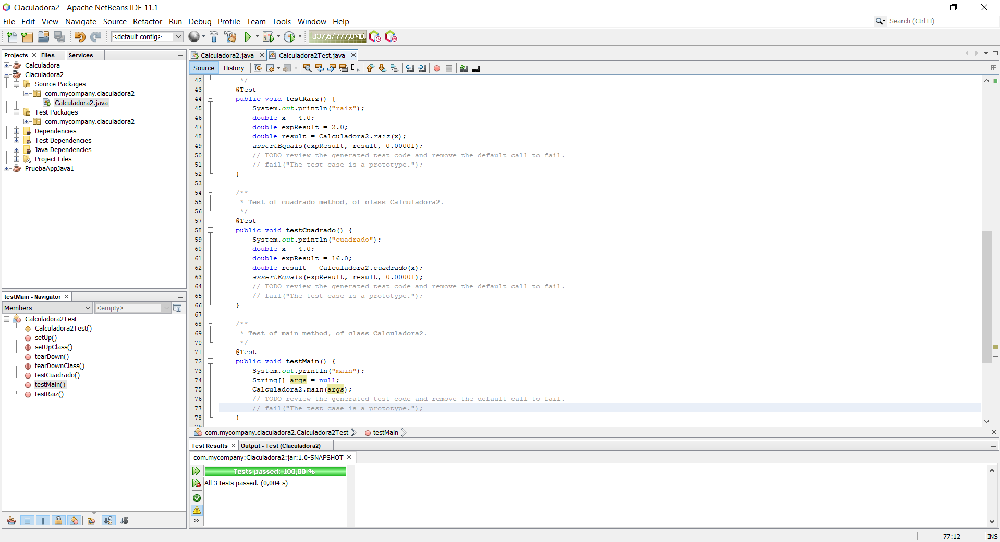 Claculadora2 - Apache NetBeans IDE 11.1
File Edit View Navigate Source Refactor Run Debug Profile Team Tools Window Help
Search (Ctrl+I)
<default config>
337,6/777,0MB
Projects Files Services
Calculadora
Claculadora2
Source Packages
com.mycompany.claculadora2
Calculadora2.java
Test Packages
com.mycompany.claculadora2
Dependencies
Test Dependencies
Java Dependencies
Project Files
PruebaAppJava1
testMain - Navigator
Members <empty>
Calculadora2Test
Calculadora2Test()
setUp()
setUpClass()
tearDown()
tearDownClass()
testCuadrado()
testMain()
testRaiz()
Calculadora2.java Calculadora2Test.java
Source History
42 */
43 @Test
44 public void testRaiz() {
45 System.out.println("raiz");
46 double x = 4.0;
47 double expResult = 2.0;
48 double result = Calculadora2.raiz(x);
49 assertEquals(expResult, result, 0.00001);
50 // TODO review the generated test code and remove the default call to fail.
51 // fail("The test case is a prototype.");
52 }
53
54 /**
55 * Test of cuadrado method, of class Calculadora2.
56 */
57 @Test
58 public void testCuadrado() {
59 System.out.println("cuadrado");
60 double x = 4.0;
61 double expResult = 16.0;
62 double result = Calculadora2.cuadrado(x);
63 assertEquals(expResult, result, 0.00001);
64 // TODO review the generated test code and remove the default call to fail.
65 // fail("The test case is a prototype.");
66 }
67
68 /**
69 * Test of main method, of class Calculadora2.
70 */
71 @Test
72 public void testMain() {
73 System.out.println("main");
74 String[] args = null;
75 Calculadora2.main(args);
76 // TODO review the generated test code and remove the default call to fail.
77 // fail("The test case is a prototype.");
78 }
79
com.mycompany.claculadora2.Calculadora2Test testMain
Test Results Output - Test (Claculadora2)
com.mycompany:Claculadora2:jar:1.0-SNAPSHOT
Tests passed: 100,00 %
All 3 tests passed. (0,004 s)
77:12 INS